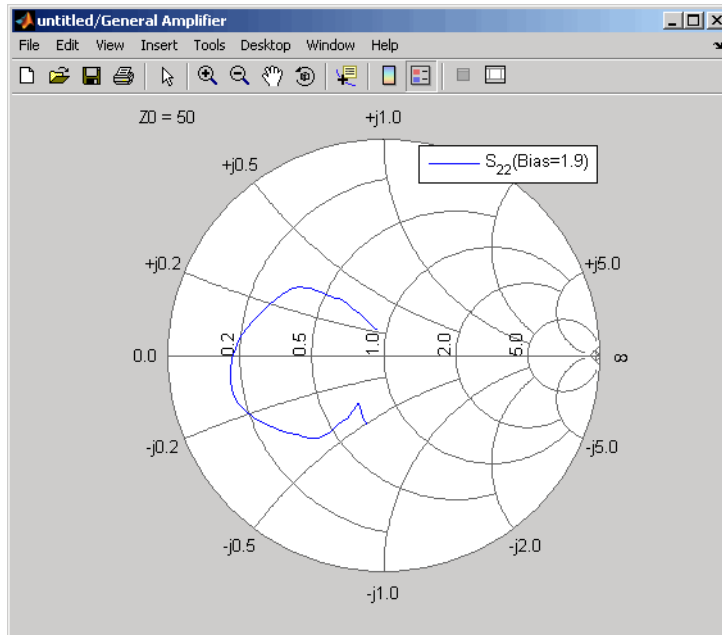 untitled/General Amplifier
File Edit View Insert Tools Desktop Window Help
Z0 = 50
+j1.0
S22(Bias=1.9)
+j0.5
+j0.2
+j5.0
0.0
0.2
0.5
1.0
2.0
5.0
∞
-j0.2
-j5.0
-j0.5
-j2.0
-j1.0